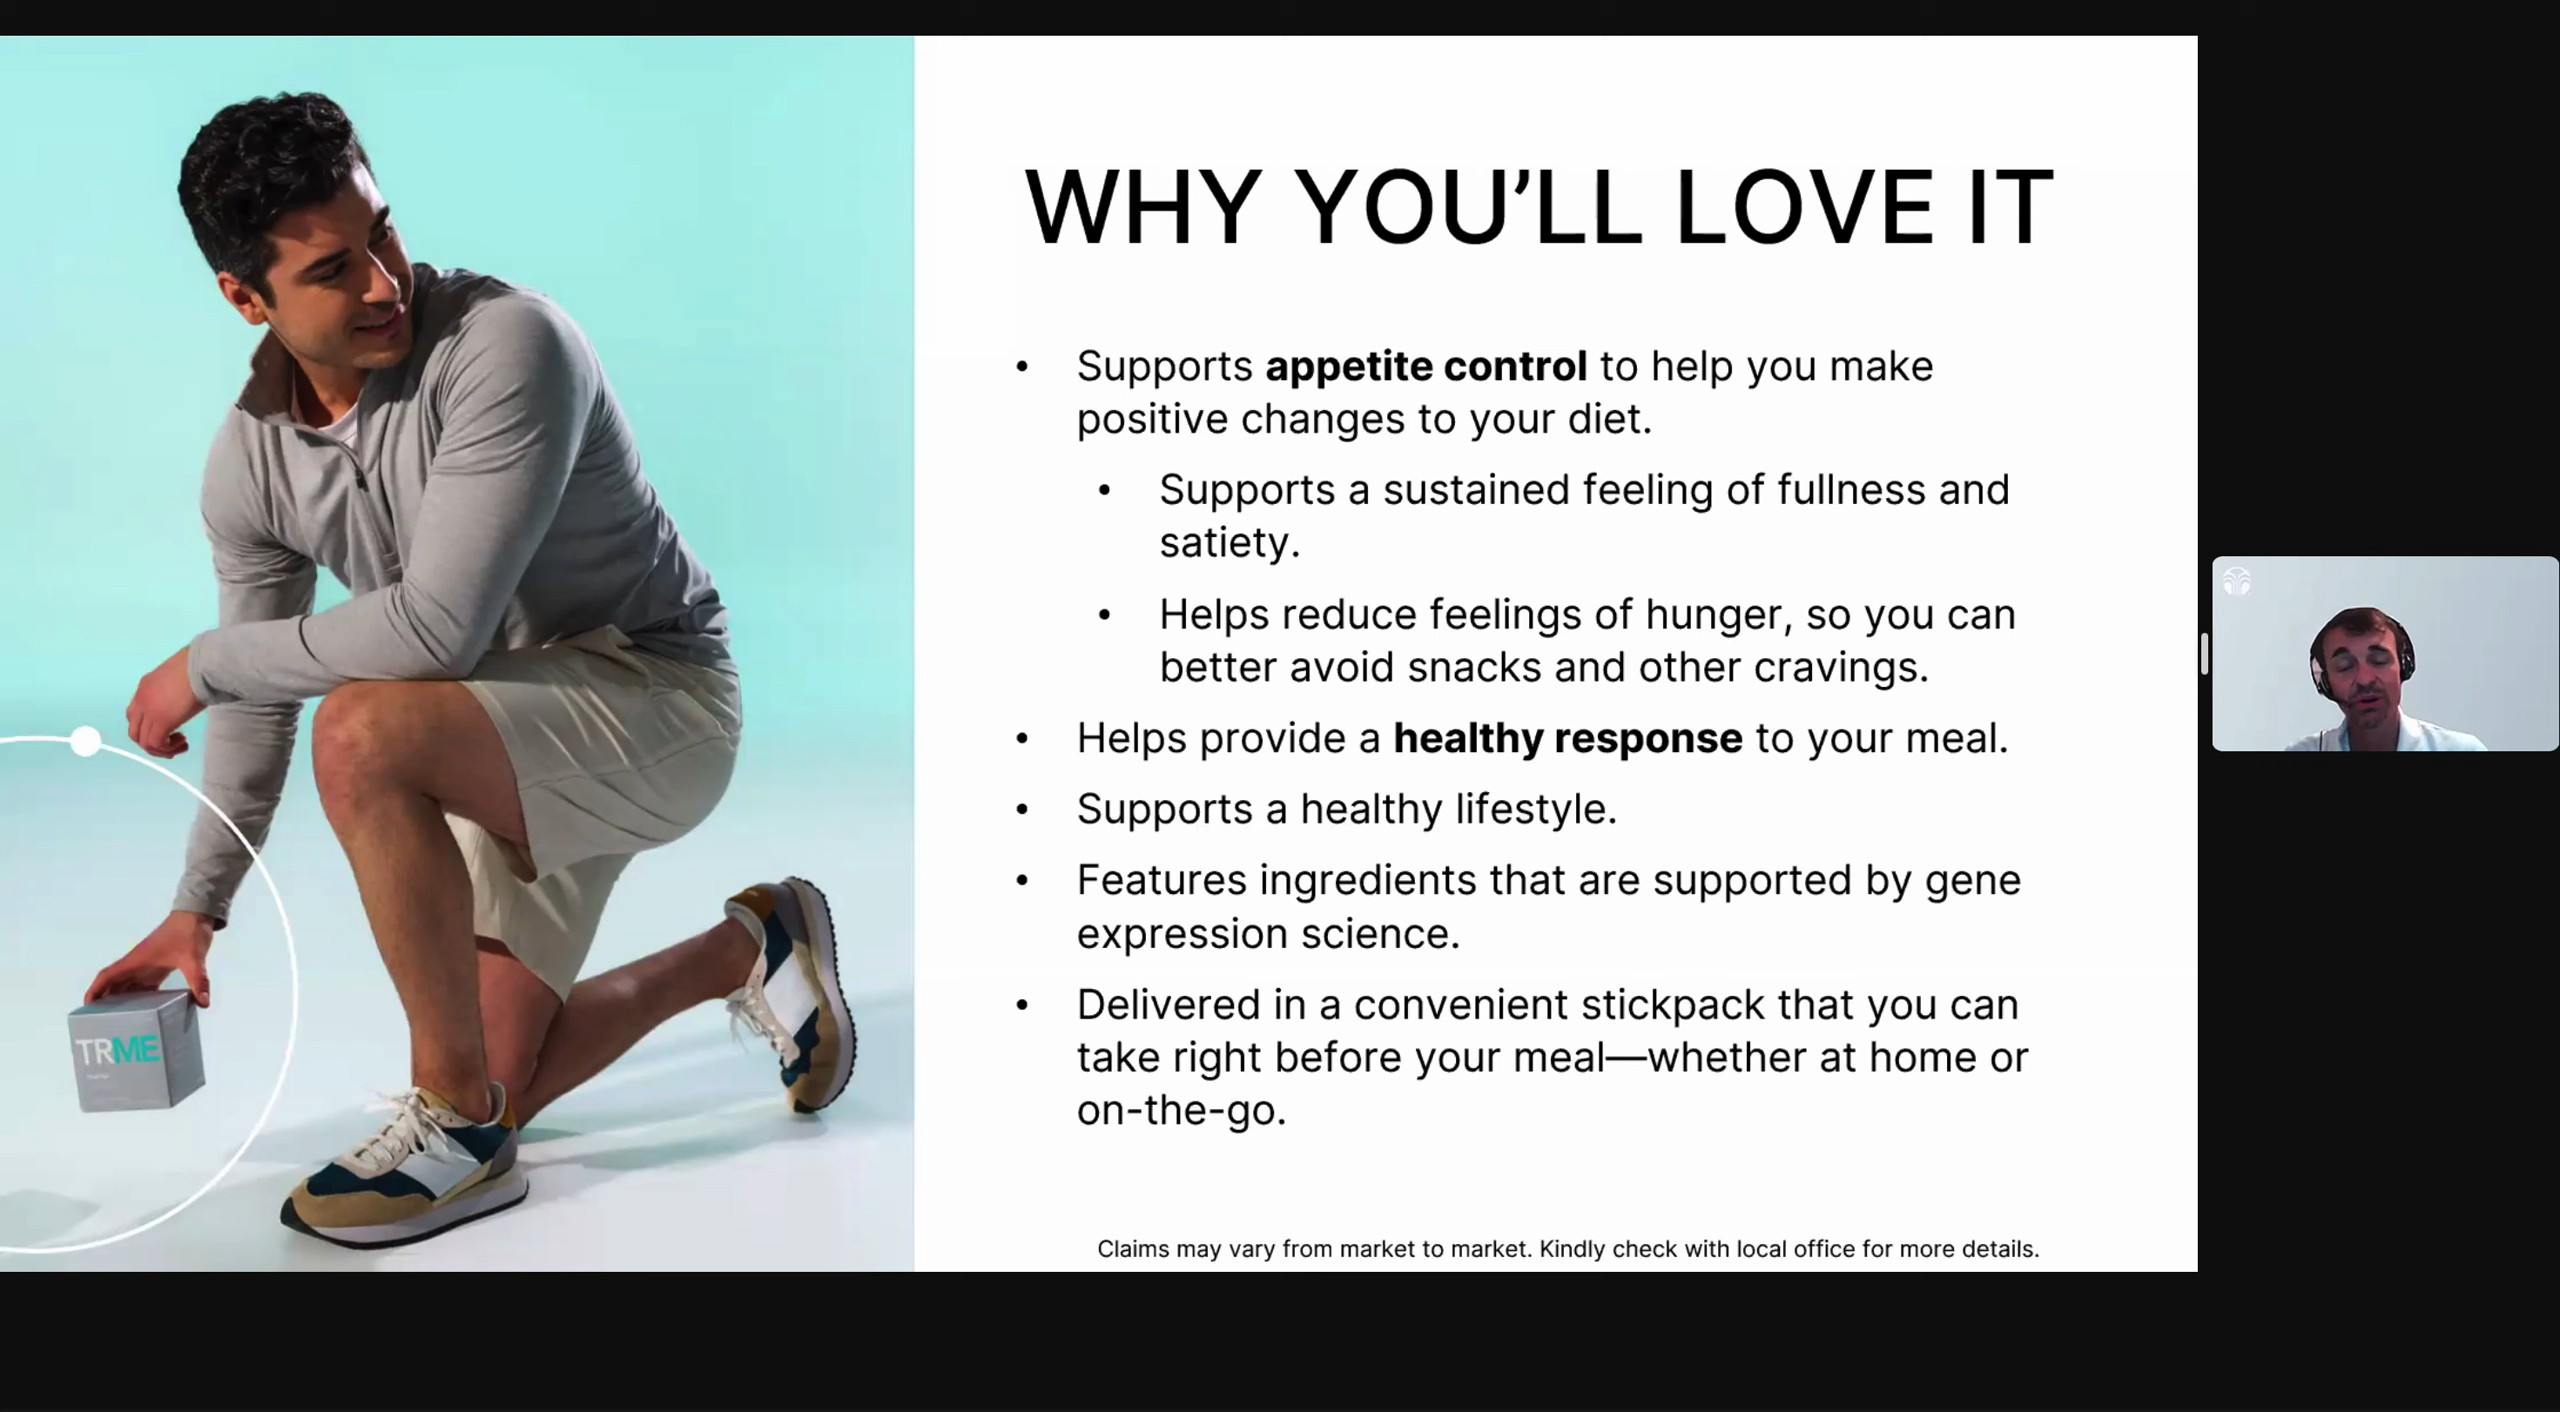 WHY YOU’LL LOVE IT
• Supports appetite control to help you make
positive changes to your diet.
• Supports a sustained feeling of fullness and
satiety.
• Helps reduce feelings of hunger, so you can
better avoid snacks and other cravings.
• Helps provide a healthy response to your meal.
• Supports a healthy lifestyle.
• Features ingredients that are supported by gene
expression science.
• Delivered in a convenient stickpack that you can
take right before your meal—whether at home or
on-the-go.
TRME
Claims may vary from market to market. Kindly check with local office for more details.